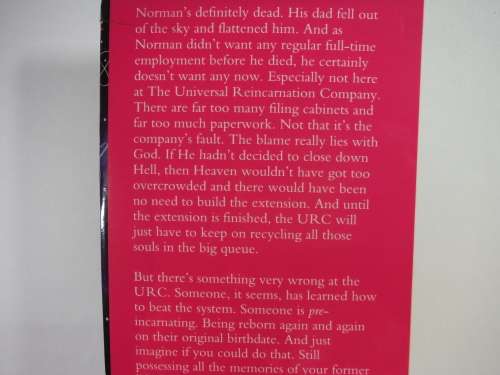 Norman's definitely dead. His dad fell out
of the sky and flattened him. And as
Norman didn't want any regular full-time
employment before he died, he certainly
doesn't want any now. Especially not here
at The Universal Reincarnation Company.
There are far too many filing cabinets and
far too much paperwork. Not that it's the
company's fault. The blame really lies with
God. If He hadn't decided to close down
Hell, then Heaven wouldn't have got too
overcrowded and there would have been
no need to build the extension. And until
the extension is finished, the URC will
just have to keep on recycling all those
souls in the big queue.
But there's something very wrong at the
URC. Someone, it seems, has learned how
to beat the system. Someone is pre-
incarnating. Being reborn again and again
on their original birthdate. And just
imagine if you could do that. Still
possessing all the memories of your former